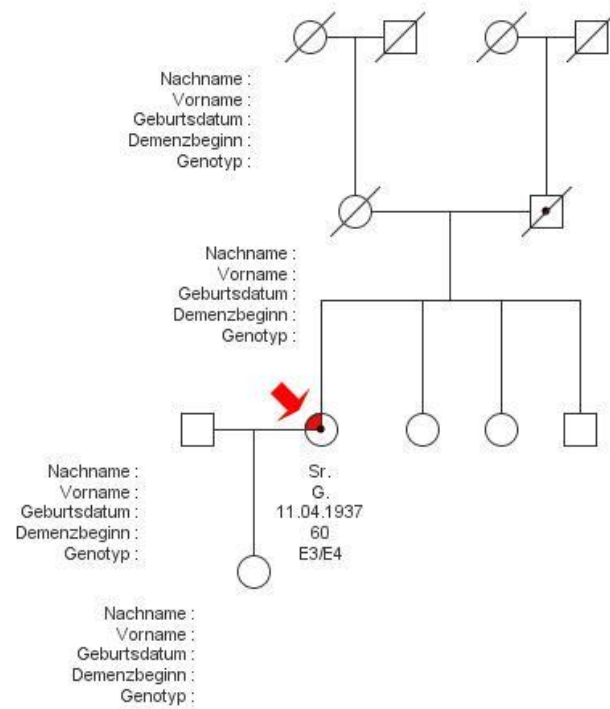 Nachname :
Vorname :
Geburtsdatum :
Demenzbeginn :
Genotyp :
Nachname :
Vorname :
Geburtsdatum :
Demenzbeginn :
Genotyp :
Nachname : Sr.
Vorname : G.
Geburtsdatum : 11.04.1937
Demenzbeginn : 60
Genotyp : E3/E4
Nachname :
Vorname :
Geburtsdatum :
Demenzbeginn :
Genotyp :